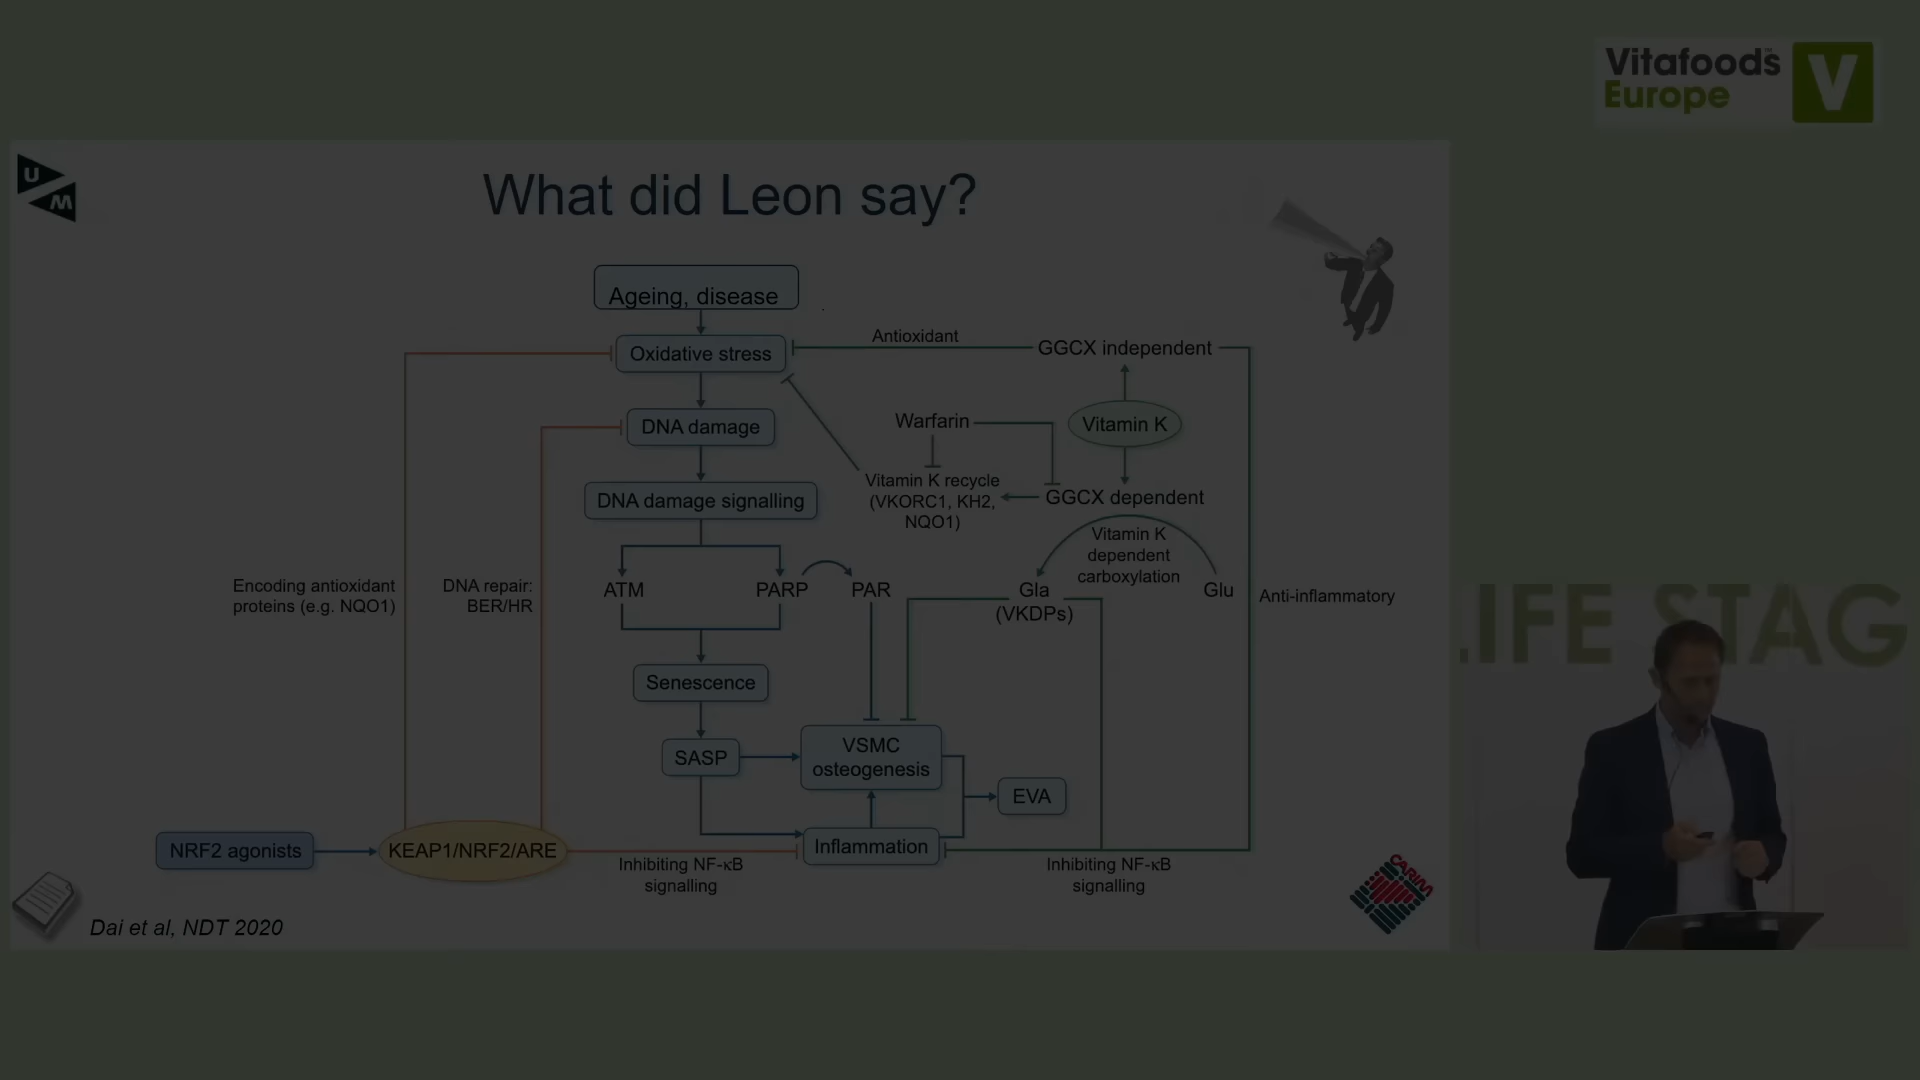 Vitafoods™
Europe
V
U
M
What did Leon say?
Ageing, disease
Oxidative stress
Antioxidant
GGCX independent
DNA damage
Warfarin
Vitamin K
DNA damage signalling
Vitamin K recycle
(VKORC1, KH2,
NQO1)
GGCX dependent
Vitamin K
dependent
carboxylation
Encoding antioxidant
proteins (e.g. NQO1)
DNA repair:
BER/HR
ATM
PARP
PAR
Gla
(VKDPs)
Glu
Anti-inflammatory
LIFE STAG
Senescence
SASP
VSMC
osteogenesis
EVA
NRF2 agonists
KEAP1/NRF2/ARE
Inhibiting NF-κB
signalling
Inflammation
Inhibiting NF-κB
signalling
CARIM
Dai et al, NDT 2020